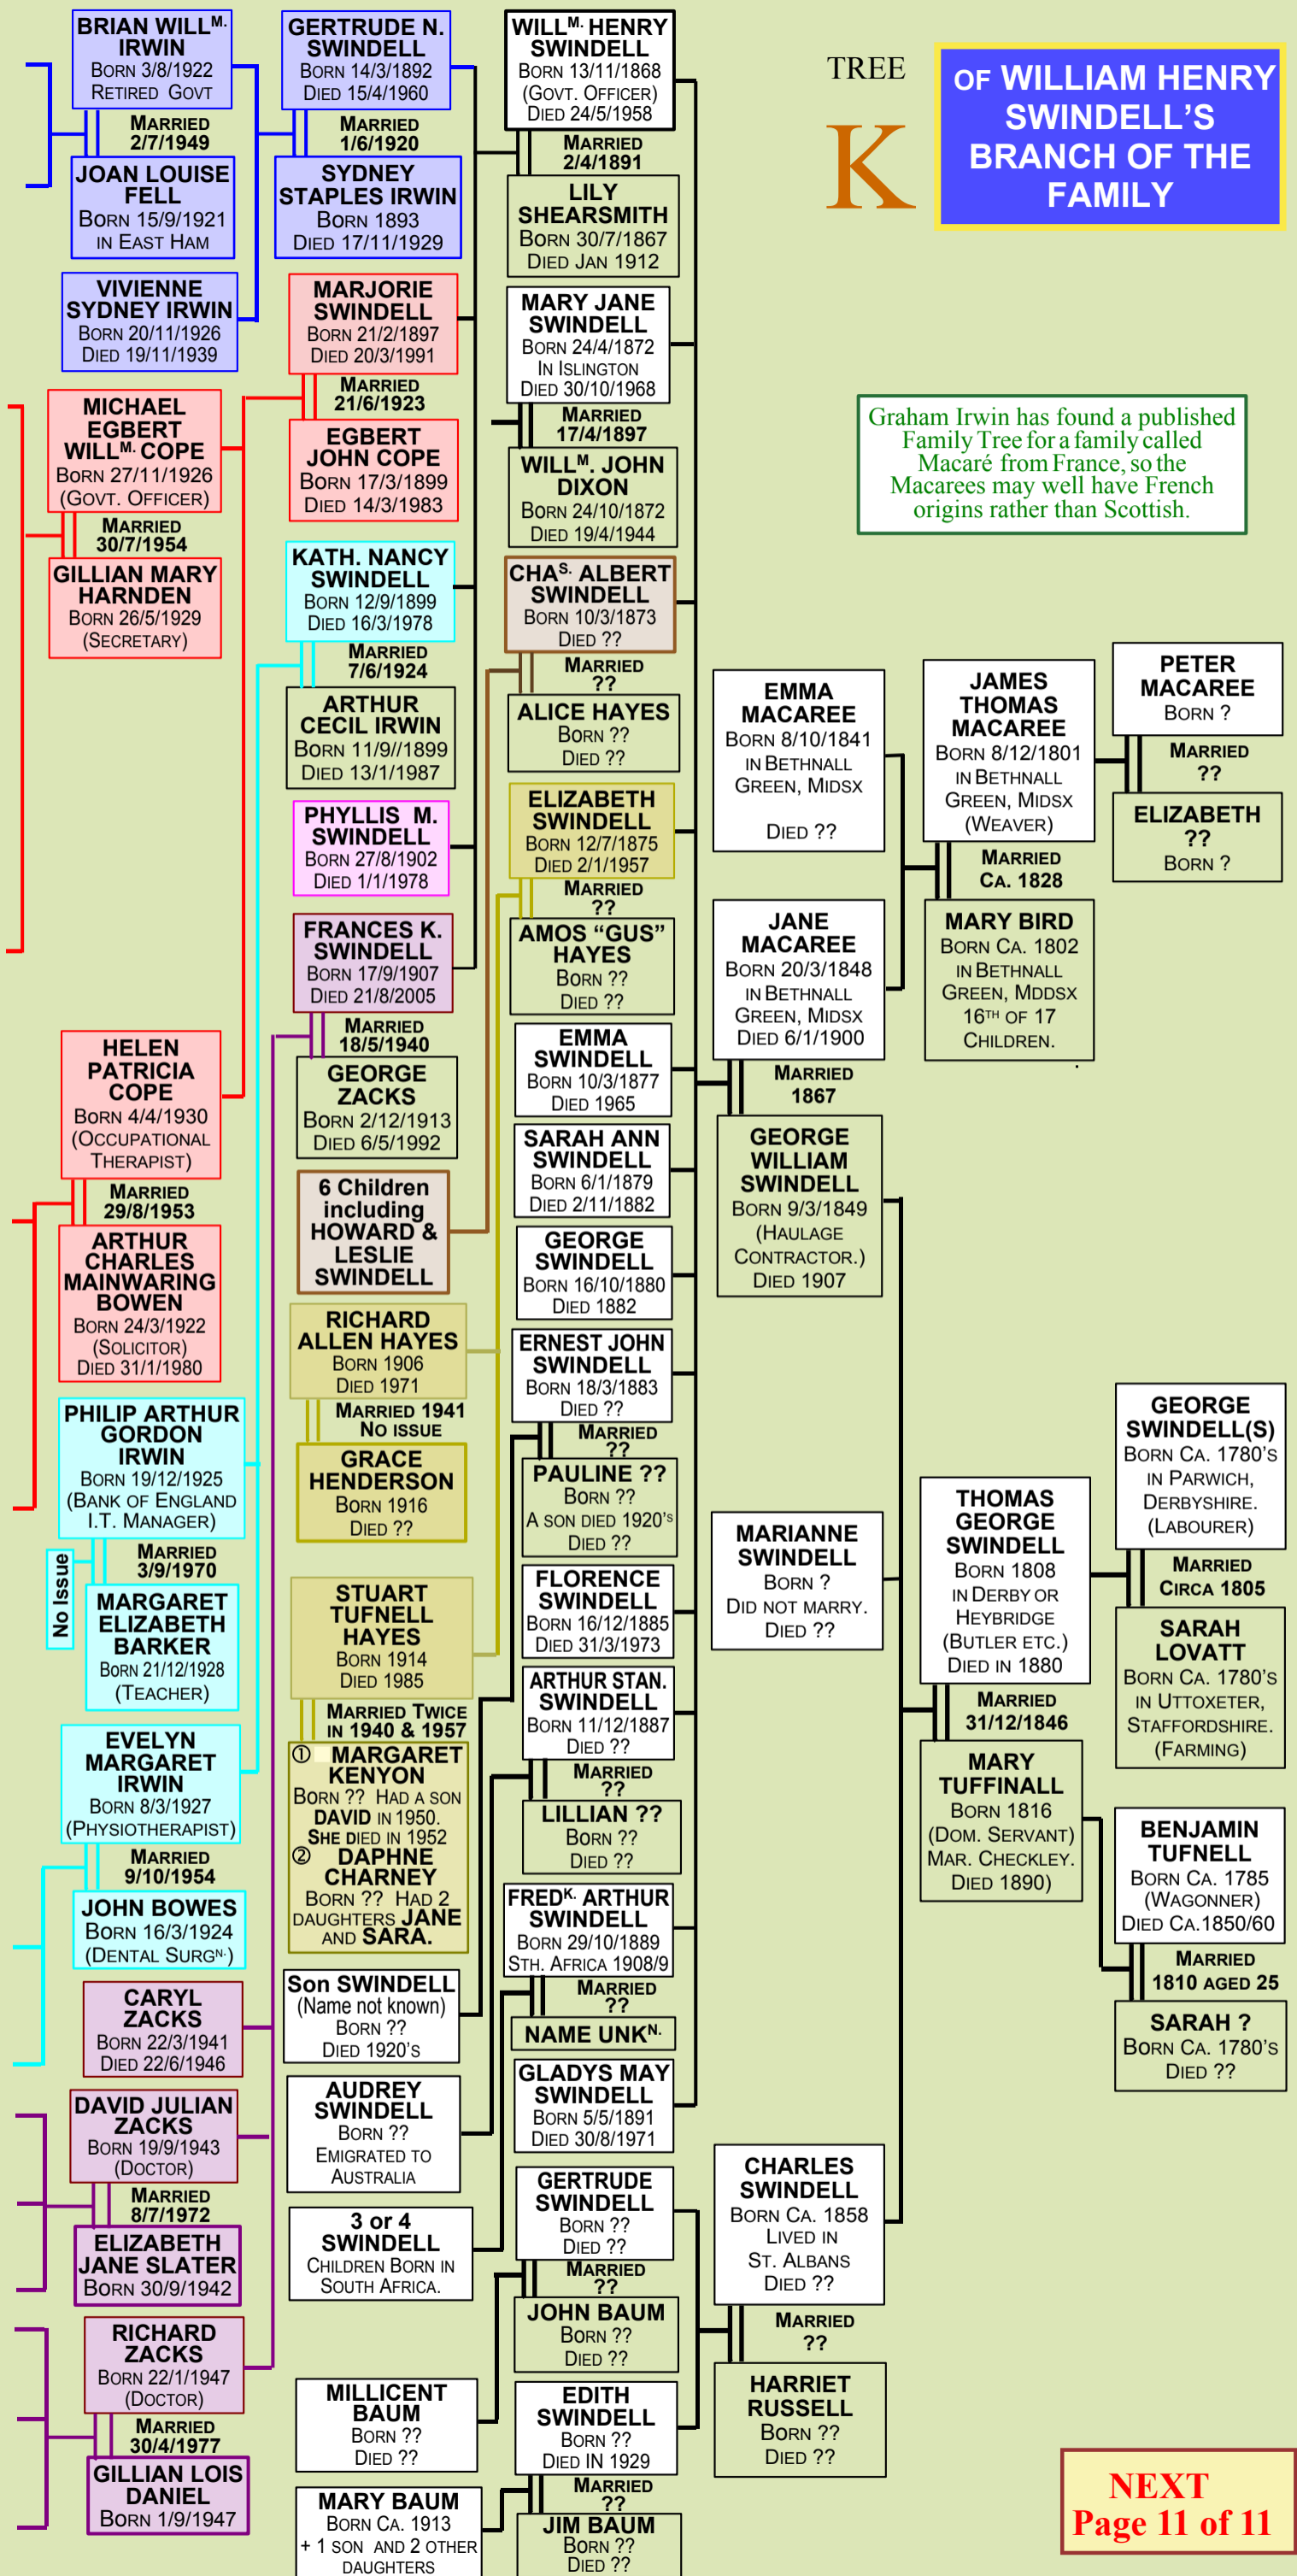 TREE
K
OF WILLIAM HENRY
SWINDELL'S
BRANCH OF THE
FAMILY
Graham Irwin has found a published
Family Tree for a family called
Macaré from France, so the
Macarees may well have French
origins rather than Scottish.
BRIAN WILLM.
IRWIN
BORN 3/8/1922
RETIRED GOVT
MARRIED
2/7/1949
JOAN LOUISE
FELL
BORN 15/9/1921
IN EAST HAM
VIVIENNE
SYDNEY IRWIN
BORN 20/11/1926
DIED 19/11/1939
MICHAEL
EGBERT
WILLM. COPE
BORN 27/11/1926
(GOVT. OFFICER)
MARRIED
30/7/1954
GILLIAN MARY
HARNDEN
BORN 26/5/1929
(SECRETARY)
HELEN
PATRICIA
COPE
BORN 4/4/1930
(OCCUPATIONAL
THERAPIST)
MARRIED
29/8/1953
ARTHUR
CHARLES
MAINWARING
BOWEN
BORN 24/3/1922
(SOLICITOR)
DIED 31/1/1980
PHILIP ARTHUR
GORDON
IRWIN
BORN 19/12/1925
(BANK OF ENGLAND
I.T. MANAGER)
No Issue
MARRIED
3/9/1970
MARGARET
ELIZABETH
BARKER
BORN 21/12/1928
(TEACHER)
EVELYN
MARGARET
IRWIN
BORN 8/3/1927
(PHYSIOTHERAPIST)
MARRIED
9/10/1954
JOHN BOWES
BORN 16/3/1924
(DENTAL SURGN.)
CARYL
ZACKS
BORN 22/3/1941
DIED 22/6/1946
DAVID JULIAN
ZACKS
BORN 19/9/1943
(DOCTOR)
MARRIED
8/7/1972
ELIZABETH
JANE SLATER
BORN 30/9/1942
RICHARD
ZACKS
BORN 22/1/1947
(DOCTOR)
MARRIED
30/4/1977
GILLIAN LOIS
DANIEL
BORN 1/9/1947
GERTRUDE N.
SWINDELL
BORN 14/3/1892
DIED 15/4/1960
MARRIED
1/6/1920
SYDNEY
STAPLES IRWIN
BORN 1893
DIED 17/11/1929
MARJORIE
SWINDELL
BORN 21/2/1897
DIED 20/3/1991
MARRIED
21/6/1923
EGBERT
JOHN COPE
BORN 17/3/1899
DIED 14/3/1983
KATH. NANCY
SWINDELL
BORN 12/9/1899
DIED 16/3/1978
MARRIED
7/6/1924
ARTHUR
CECIL IRWIN
BORN 11/9//1899
DIED 13/1/1987
PHYLLIS M.
SWINDELL
BORN 27/8/1902
DIED 1/1/1978
FRANCES K.
SWINDELL
BORN 17/9/1907
DIED 21/8/2005
MARRIED
18/5/1940
GEORGE
ZACKS
BORN 2/12/1913
DIED 6/5/1992
6 Children
including
HOWARD &
LESLIE
SWINDELL
RICHARD
ALLEN HAYES
BORN 1906
DIED 1971
MARRIED 1941
NO ISSUE
GRACE
HENDERSON
BORN 1916
DIED ??
STUART
TUFNELL
HAYES
BORN 1914
DIED 1985
MARRIED TWICE
IN 1940 & 1957
① MARGARET
KENYON
BORN ?? HAD A SON
DAVID IN 1950.
SHE DIED IN 1952
② DAPHNE
CHARNEY
BORN ?? HAD 2
DAUGHTERS JANE
AND SARA.
Son SWINDELL
(Name not known)
BORN ??
DIED 1920'S
AUDREY
SWINDELL
BORN ??
EMIGRATED TO
AUSTRALIA
3 or 4
SWINDELL
CHILDREN BORN IN
SOUTH AFRICA.
MILLICENT
BAUM
BORN ??
DIED ??
MARY BAUM
BORN CA. 1913
+ 1 SON AND 2 OTHER
DAUGHTERS
WILLM. HENRY
SWINDELL
BORN 13/11/1868
(GOVT. OFFICER)
DIED 24/5/1958
MARRIED
2/4/1891
LILY
SHEARSMITH
BORN 30/7/1867
DIED JAN 1912
MARY JANE
SWINDELL
BORN 24/4/1872
IN ISLINGTON
DIED 30/10/1968
MARRIED
17/4/1897
WILLM. JOHN
DIXON
BORN 24/10/1872
DIED 19/4/1944
CHAS. ALBERT
SWINDELL
BORN 10/3/1873
DIED ??
MARRIED
??
ALICE HAYES
BORN ??
DIED ??
ELIZABETH
SWINDELL
BORN 12/7/1875
DIED 2/1/1957
MARRIED
??
AMOS “GUS”
HAYES
BORN ??
DIED ??
EMMA
SWINDELL
BORN 10/3/1877
DIED 1965
SARAH ANN
SWINDELL
BORN 6/1/1879
DIED 2/11/1882
GEORGE
SWINDELL
BORN 16/10/1880
DIED 1882
ERNEST JOHN
SWINDELL
BORN 18/3/1883
DIED ??
MARRIED
??
PAULINE ??
BORN ??
A SON DIED 1920'S
DIED ??
FLORENCE
SWINDELL
BORN 16/12/1885
DIED 31/3/1973
ARTHUR STAN.
SWINDELL
BORN 11/12/1887
DIED ??
MARRIED
??
LILLIAN ??
BORN ??
DIED ??
FREDK. ARTHUR
SWINDELL
BORN 29/10/1889
STH. AFRICA 1908/9
MARRIED
??
NAME UNKN.
GLADYS MAY
SWINDELL
BORN 5/5/1891
DIED 30/8/1971
GERTRUDE
SWINDELL
BORN ??
DIED ??
MARRIED
??
JOHN BAUM
BORN ??
DIED ??
EDITH
SWINDELL
BORN ??
DIED IN 1929
MARRIED
??
JIM BAUM
BORN ??
DIED ??
EMMA
MACAREE
BORN 8/10/1841
IN BETHNALL
GREEN, MIDSX
DIED ??
JANE
MACAREE
BORN 20/3/1848
IN BETHNALL
GREEN, MIDSX
DIED 6/1/1900
MARRIED
1867
GEORGE
WILLIAM
SWINDELL
BORN 9/3/1849
(HAULAGE
CONTRACTOR.)
DIED 1907
MARIANNE
SWINDELL
BORN ?
DID NOT MARRY.
DIED ??
CHARLES
SWINDELL
BORN CA. 1858
LIVED IN
ST. ALBANS
DIED ??
MARRIED
??
HARRIET
RUSSELL
BORN ??
DIED ??
JAMES
THOMAS
MACAREE
BORN 8/12/1801
IN BETHNALL
GREEN, MIDSX
(WEAVER)
MARRIED
CA. 1828
MARY BIRD
BORN CA. 1802
IN BETHNALL
GREEN, MDDSX
16TH OF 17
CHILDREN.
THOMAS
GEORGE
SWINDELL
BORN 1808
IN DERBY OR
HEYBRIDGE
(BUTLER ETC.)
DIED IN 1880
MARRIED
31/12/1846
MARY
TUFFINALL
BORN 1816
(DOM. SERVANT)
MAR. CHECKLEY.
DIED 1890)
PETER
MACAREE
BORN ?
MARRIED
??
ELIZABETH
??
BORN ?
GEORGE
SWINDELL(S)
BORN CA. 1780'S
IN PARWICH,
DERBYSHIRE.
(LABOURER)
MARRIED
CIRCA 1805
SARAH
LOVATT
BORN CA. 1780'S
IN UTTOXETER,
STAFFORDSHIRE.
(FARMING)
BENJAMIN
TUFNELL
BORN CA. 1785
(WAGONNER)
DIED CA.1850/60
MARRIED
1810 AGED 25
SARAH ?
BORN CA. 1780'S
DIED ??
NEXT
Page 11 of 11